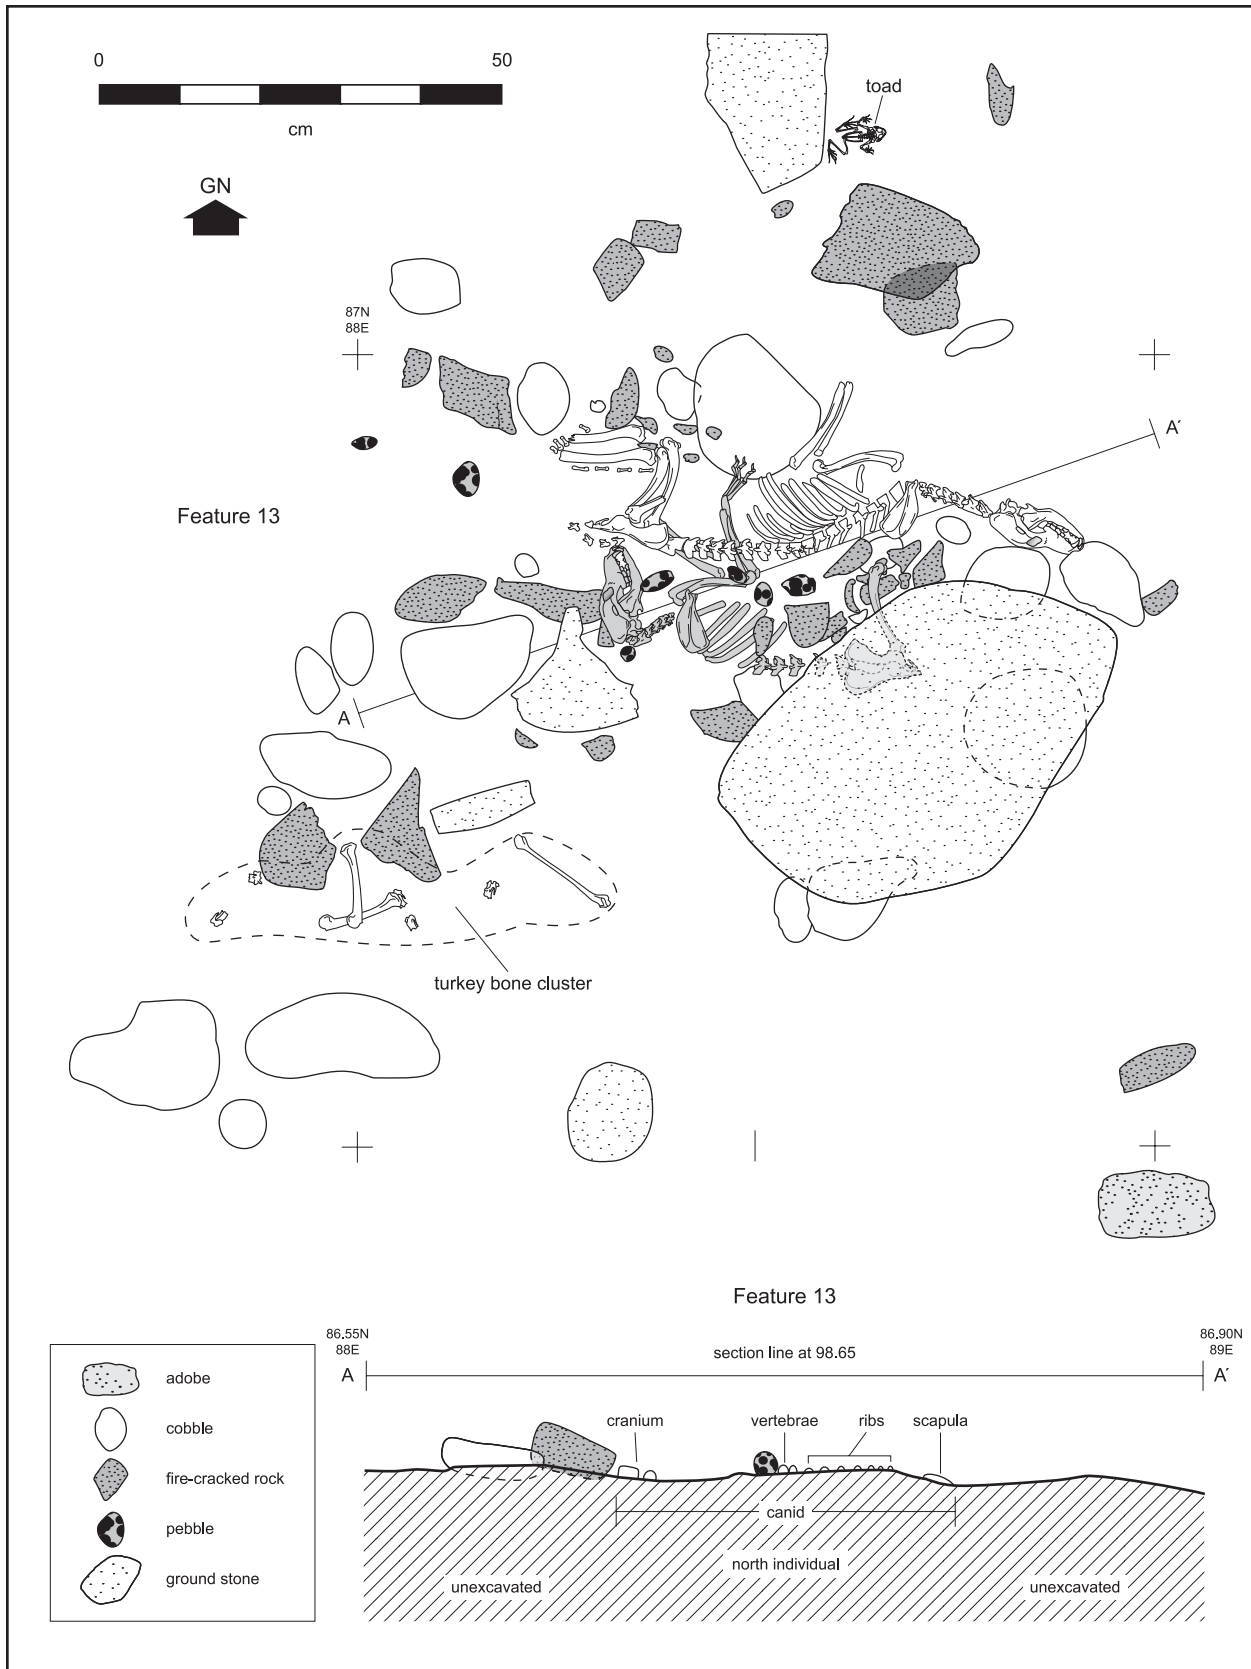 0 50
cm
toad
GN
87N
88E
A´
Feature 13
A
turkey bone cluster
Feature 13
86.55N
88E
86.90N
89E
section line at 98.65
A A´
adobe
cobble
fire-cracked rock
pebble
ground stone
cranium vertebrae ribs scapula
canid
north individual
unexcavated unexcavated